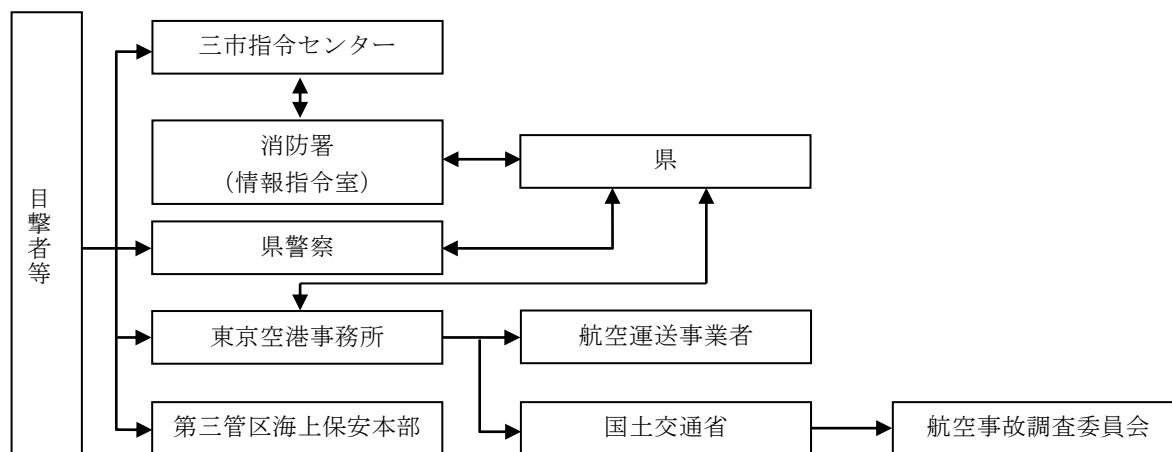 目撃者等
三市指令センター
消防署
（情報指令室）
県
県警察
東京空港事務所
航空運送事業者
第三管区海上保安本部
国土交通省
航空事故調査委員会